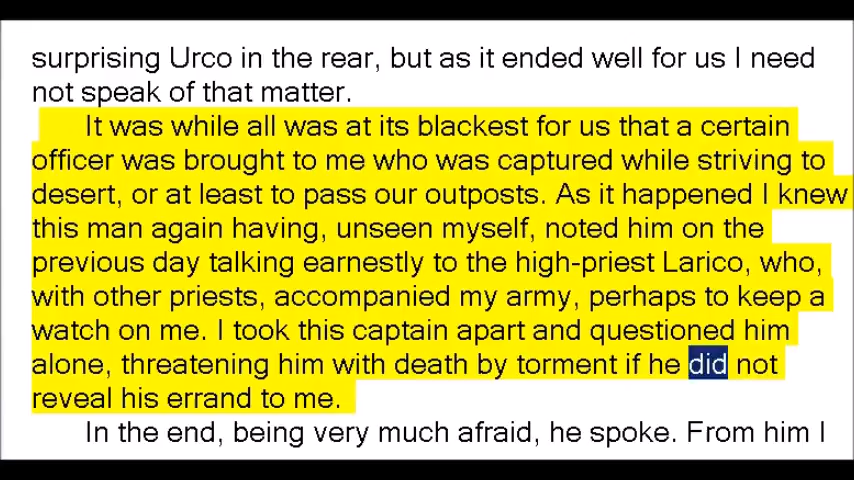 surprising Urco in the rear, but as it ended well for us I need
not speak of that matter.
It was while all was at its blackest for us that a certain
officer was brought to me who was captured while striving to
desert, or at least to pass our outposts. As it happened I knew
this man again having, unseen myself, noted him on the
previous day talking earnestly to the high-priest Larico, who,
with other priests, accompanied my army, perhaps to keep a
watch on me. I took this captain apart and questioned him
alone, threatening him with death by torment if he did not
reveal his errand to me.
In the end, being very much afraid, he spoke. From him I